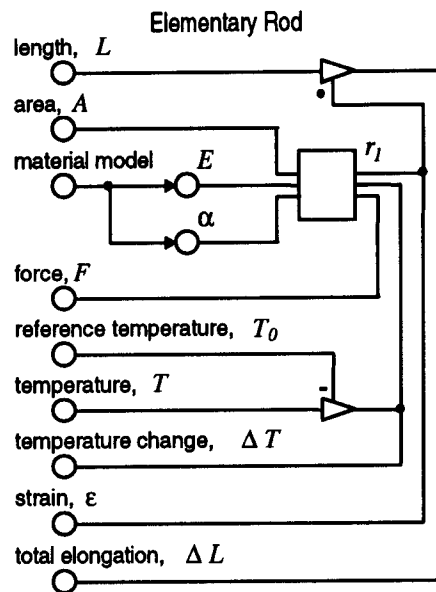 Elementary Rod
length, L
area, A
material model
E
r1
α
force, F
reference temperature, T0
temperature, T
-
temperature change, ΔT
strain, ε
total elongation, ΔL